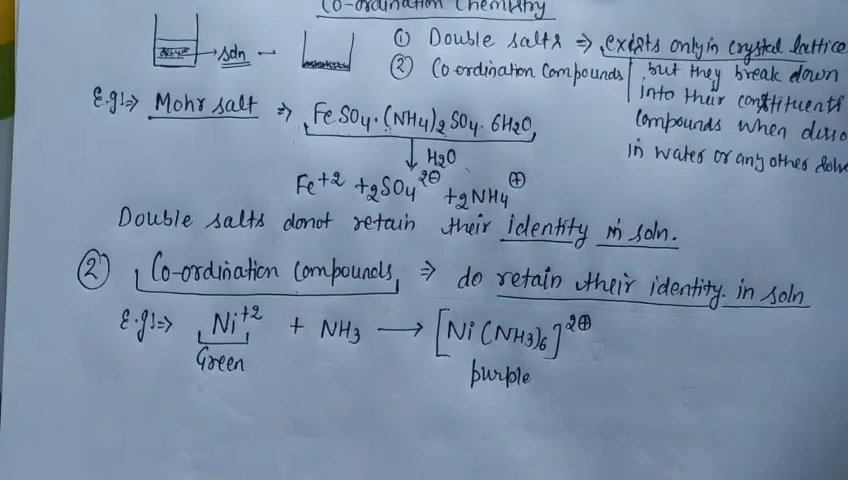 Co-ordination Chemistry
soln
① Double salts ⇒ exists only in crystal lattice
but they break down
into their constituents
compounds when disso
in water or any other solve
② Co-ordination compounds
E.g!⇒ Mohr salt ⇒ FeSO4·(NH4)2SO4·6H2O
H2O
Fe+2 + 2SO4 2⊖ + 2NH4 ⊕
Double salts donot retain their identity in soln.
② Co-ordination compounds ⇒ do retain their identity in soln
E.g!⇒ Ni+2 + NH3 ⟶ [Ni(NH3)6]2⊕
Green
purple